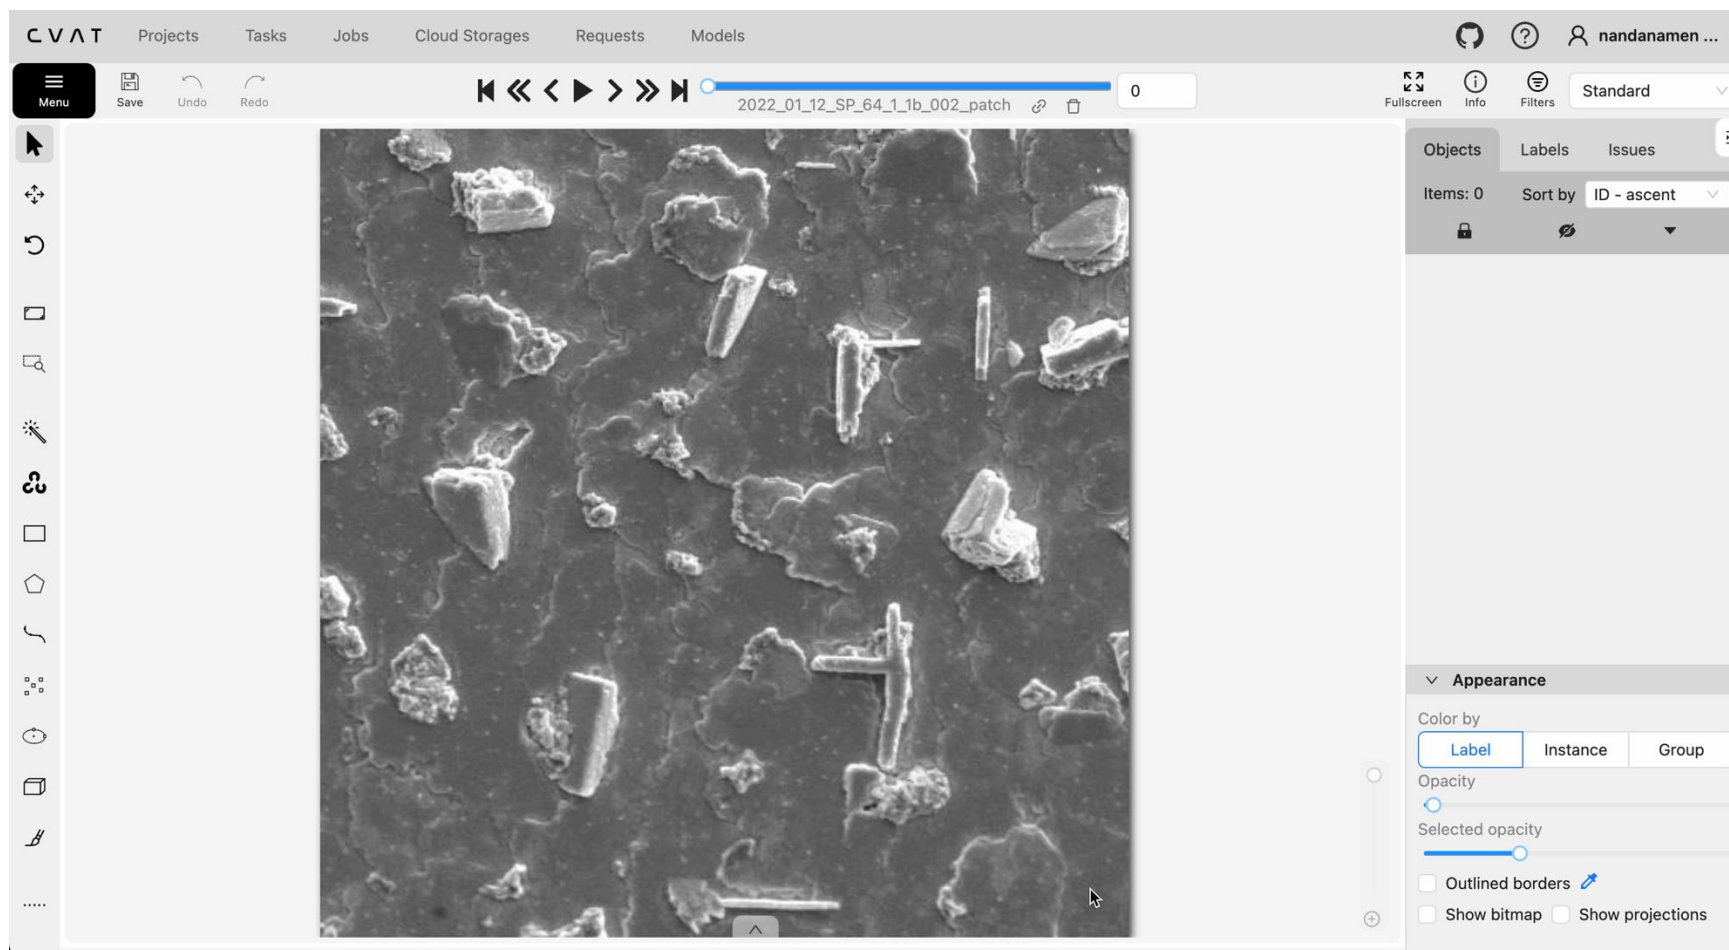 CVAT Projects Tasks Jobs Cloud Storages Requests Models nandanamen ...
Menu Save Undo Redo 0 Fullscreen Info Filters Standard
2022_01_12_SP_64_1_1b_002_patch
Objects Labels Issues
Items: 0 Sort by ID - ascent
Appearance
Color by
Label Instance Group
Opacity
Selected opacity
Outlined borders
Show bitmap Show projections